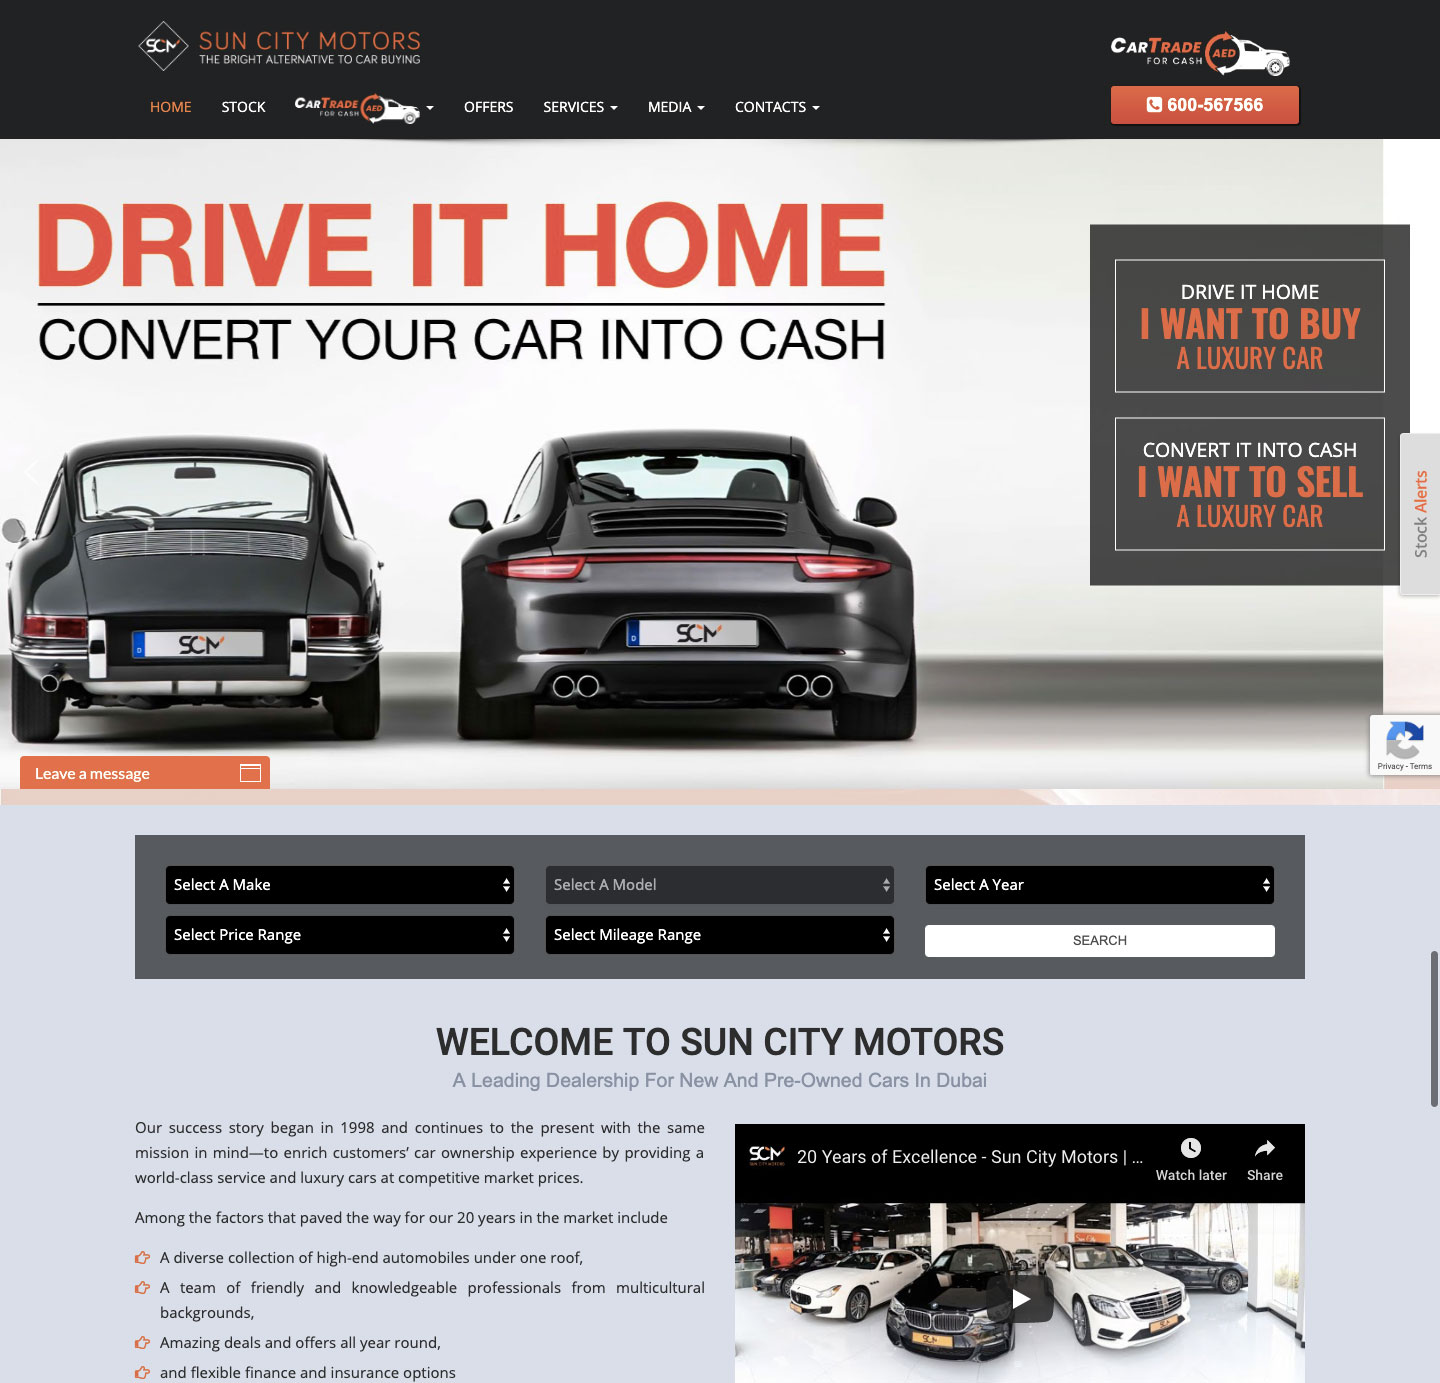 SCM SUN CITY MOTORS
THE BRIGHT ALTERNATIVE TO CAR BUYING
CARTRADE AED
FOR CASH
600-567566
HOME STOCK CARTRADE FOR CASH AED OFFERS SERVICES MEDIA CONTACTS
DRIVE IT HOME
CONVERT YOUR CAR INTO CASH
DRIVE IT HOME
I WANT TO BUY
A LUXURY CAR
CONVERT IT INTO CASH
I WANT TO SELL
A LUXURY CAR
Stock Alerts
D SCM
D SCM
Privacy - Terms
Leave a message
Select A Make
Select A Model
Select A Year
Select Price Range
Select Mileage Range
SEARCH
WELCOME TO SUN CITY MOTORS
A Leading Dealership For New And Pre-Owned Cars In Dubai
Our success story began in 1998 and continues to the present with the same
mission in mind—to enrich customers’ car ownership experience by providing a
world-class service and luxury cars at competitive market prices.
Among the factors that paved the way for our 20 years in the market include
A diverse collection of high-end automobiles under one roof,
A team of friendly and knowledgeable professionals from multicultural
backgrounds,
Amazing deals and offers all year round,
and flexible finance and insurance options
SCM
SUN CITY MOTORS
20 Years of Excellence - Sun City Motors | ...
Watch later
Share
Sun City
SCM